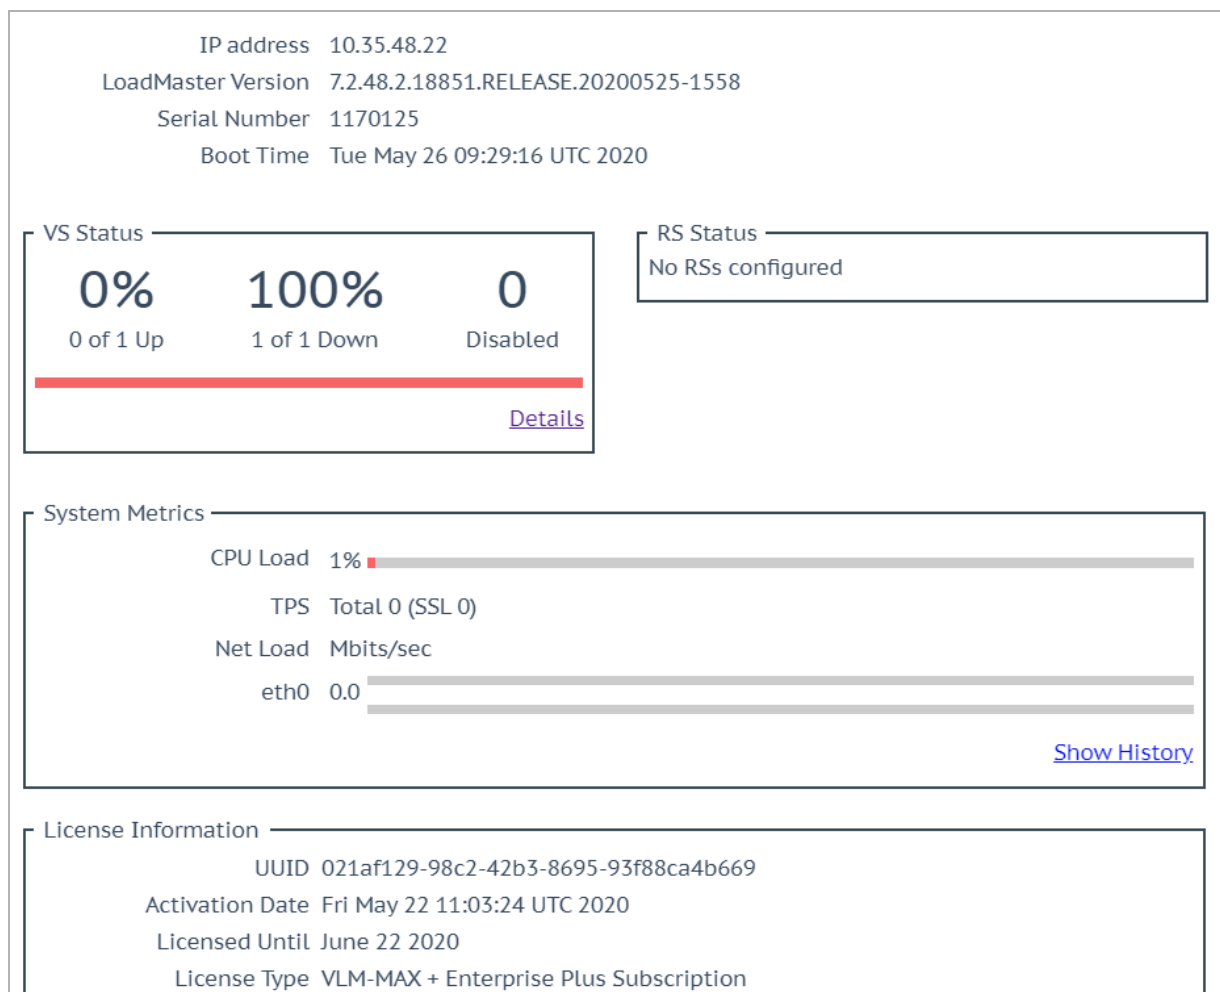 IP address 10.35.48.22
LoadMaster Version 7.2.48.2.18851.RELEASE.20200525-1558
Serial Number 1170125
Boot Time Tue May 26 09:29:16 UTC 2020
VS Status
0% 100% 0
0 of 1 Up 1 of 1 Down Disabled
Details
RS Status
No RSs configured
System Metrics
CPU Load 1%
TPS Total 0 (SSL 0)
Net Load Mbits/sec
eth0 0.0
Show History
License Information
UUID 021af129-98c2-42b3-8695-93f88ca4b669
Activation Date Fri May 22 11:03:24 UTC 2020
Licensed Until June 22 2020
License Type VLM-MAX + Enterprise Plus Subscription